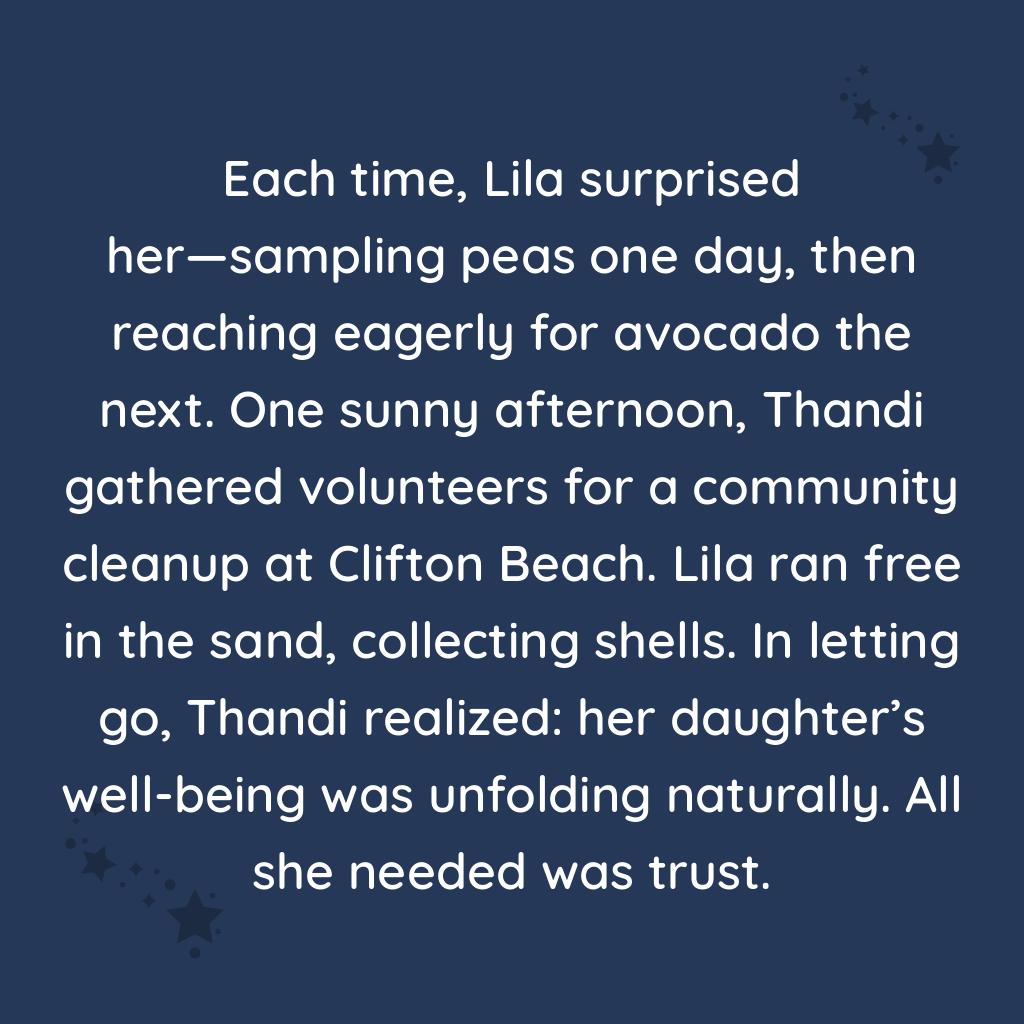 Each time, Lila surprised
her—sampling peas one day, then
reaching eagerly for avocado the
next. One sunny afternoon, Thandi
gathered volunteers for a community
cleanup at Clifton Beach. Lila ran free
in the sand, collecting shells. In letting
go, Thandi realized: her daughter’s
well-being was unfolding naturally. All
she needed was trust.